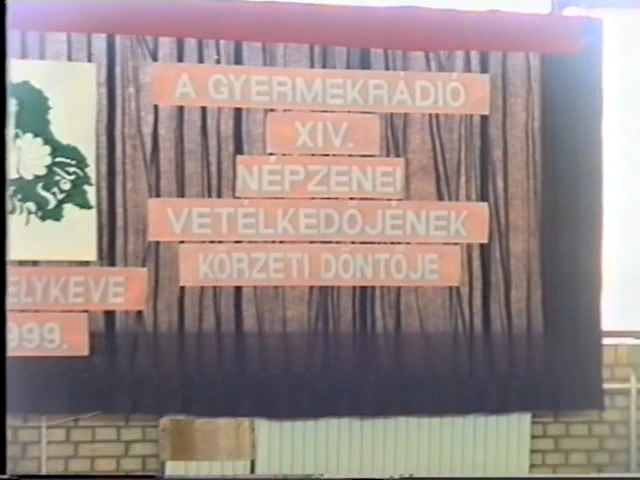 A GYERMEKRÁDIÓ
XIV.
NÉPZENEI
VETÉLKEDŐJÉNEK
KÖRZETI DÖNTŐJE
ELYKEVE
999.